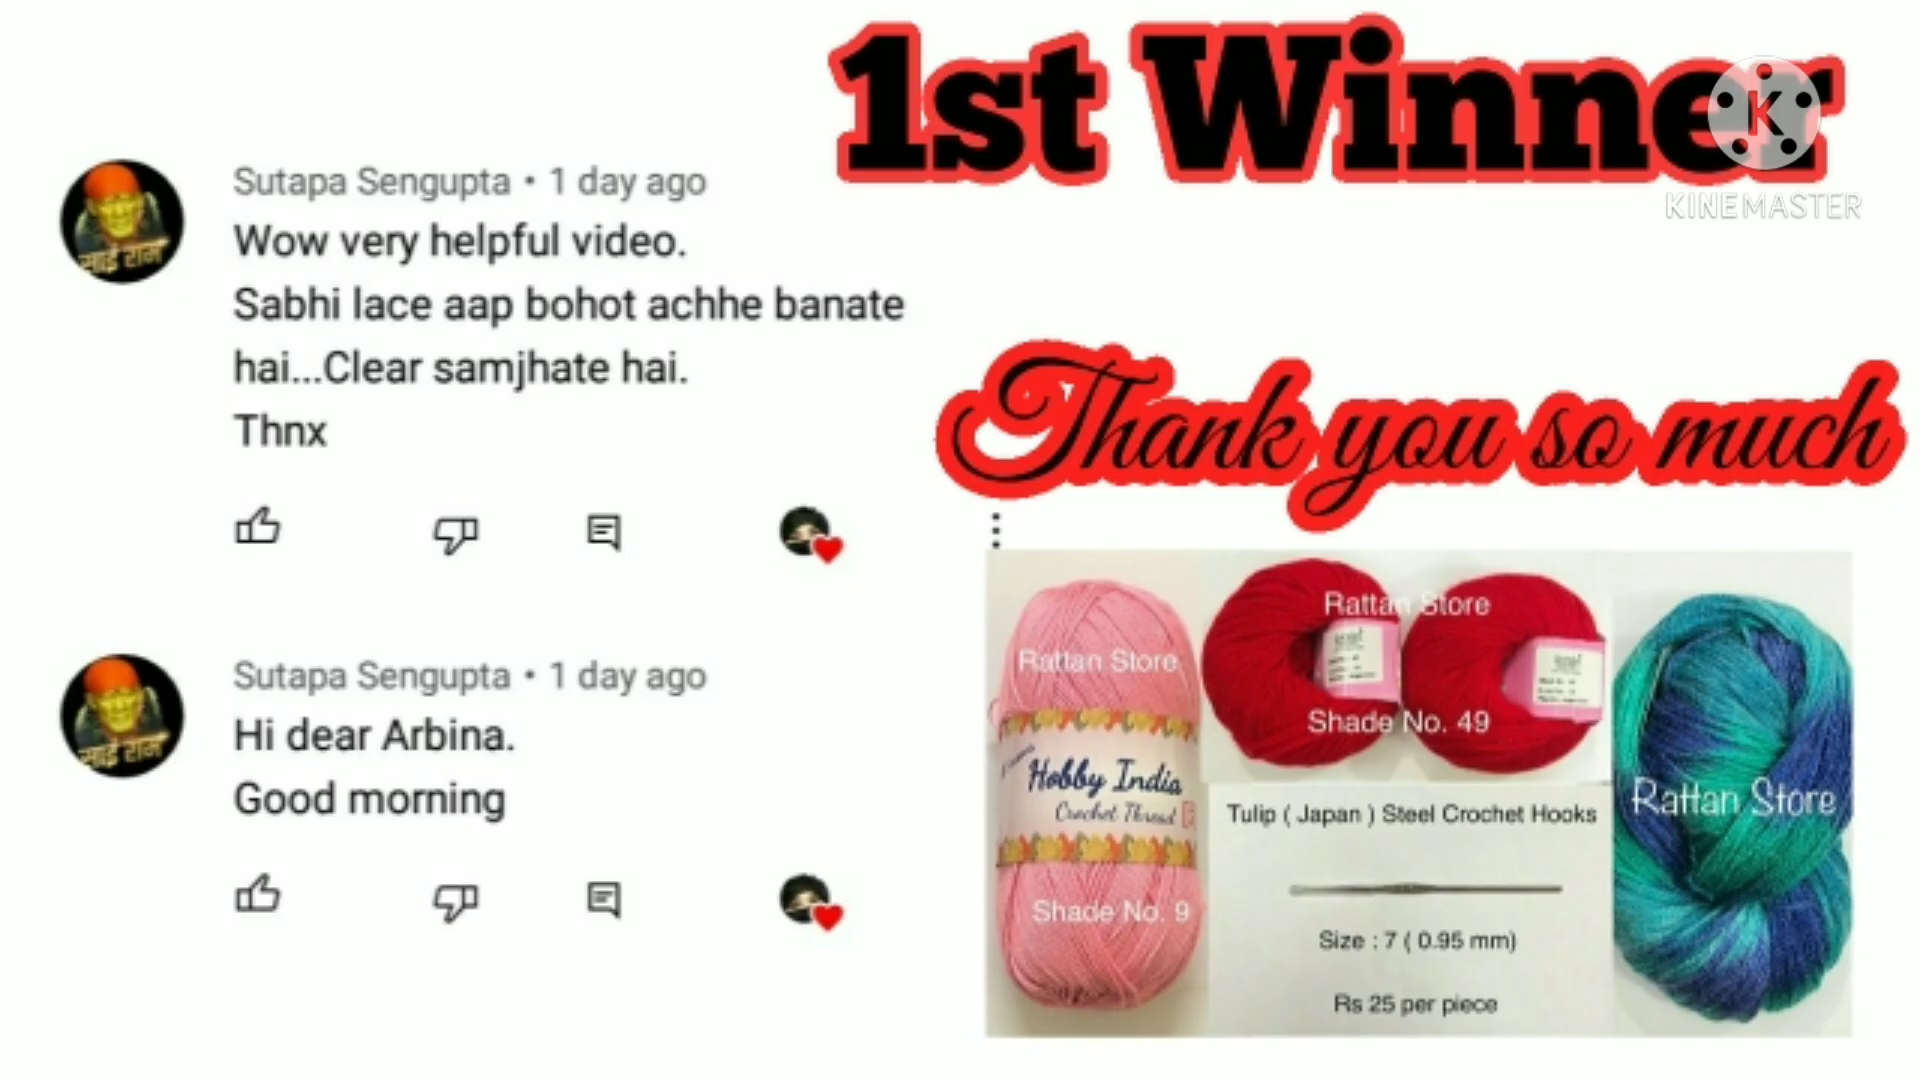 1st Winner
K
KINEMASTER
Sutapa Sengupta • 1 day ago
Wow very helpful video.
Sabhi lace aap bohot achhe banate
hai...Clear samjhate hai.
Thnx
Thank you so much
साई राम
Sutapa Sengupta • 1 day ago
Hi dear Arbina.
Good morning
साई राम
Rattan Store
Hobby India
Crochet Thread
Shade No. 9
Rattan Store
Shade No. 49
Tulip ( Japan ) Steel Crochet Hooks
Size : 7 ( 0.95 mm)
Rs 25 per piece
Rattan Store